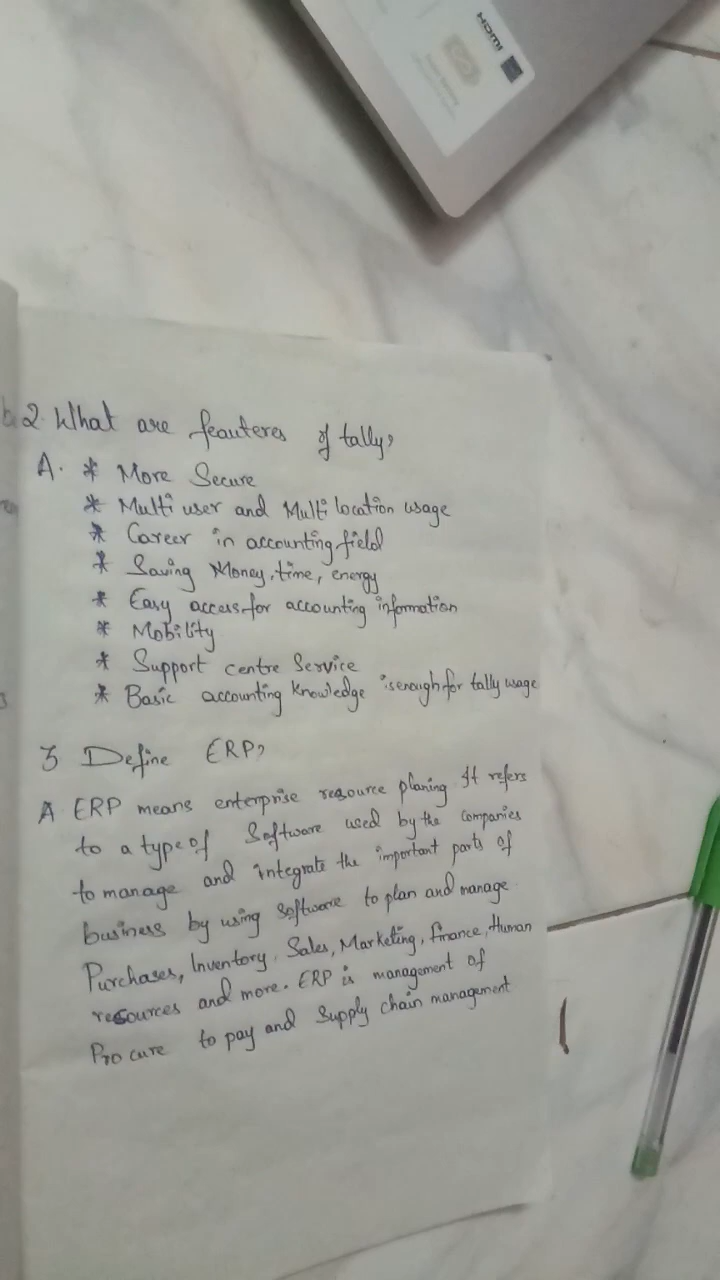 HDMI
2 What are feauteres of tally?
A. * More Secure
* Multi user and Multi location usage
* Career in accounting field
* Saving Money, time, energy
* Easy access for accounting information
* Mobility
* Support centre Service
* Basic accounting knowledge is enough for tally usage
3 Define ERP?
A ERP means enterprise resource planing It refers
to a type of Software used by the companies
to manage and integrate the important parts of
business by using software to plan and manage
Purchases, Inventory, Sales, Marketing, Finance, Human
resources and more. ERP is management of
Procure to pay and Supply chain management